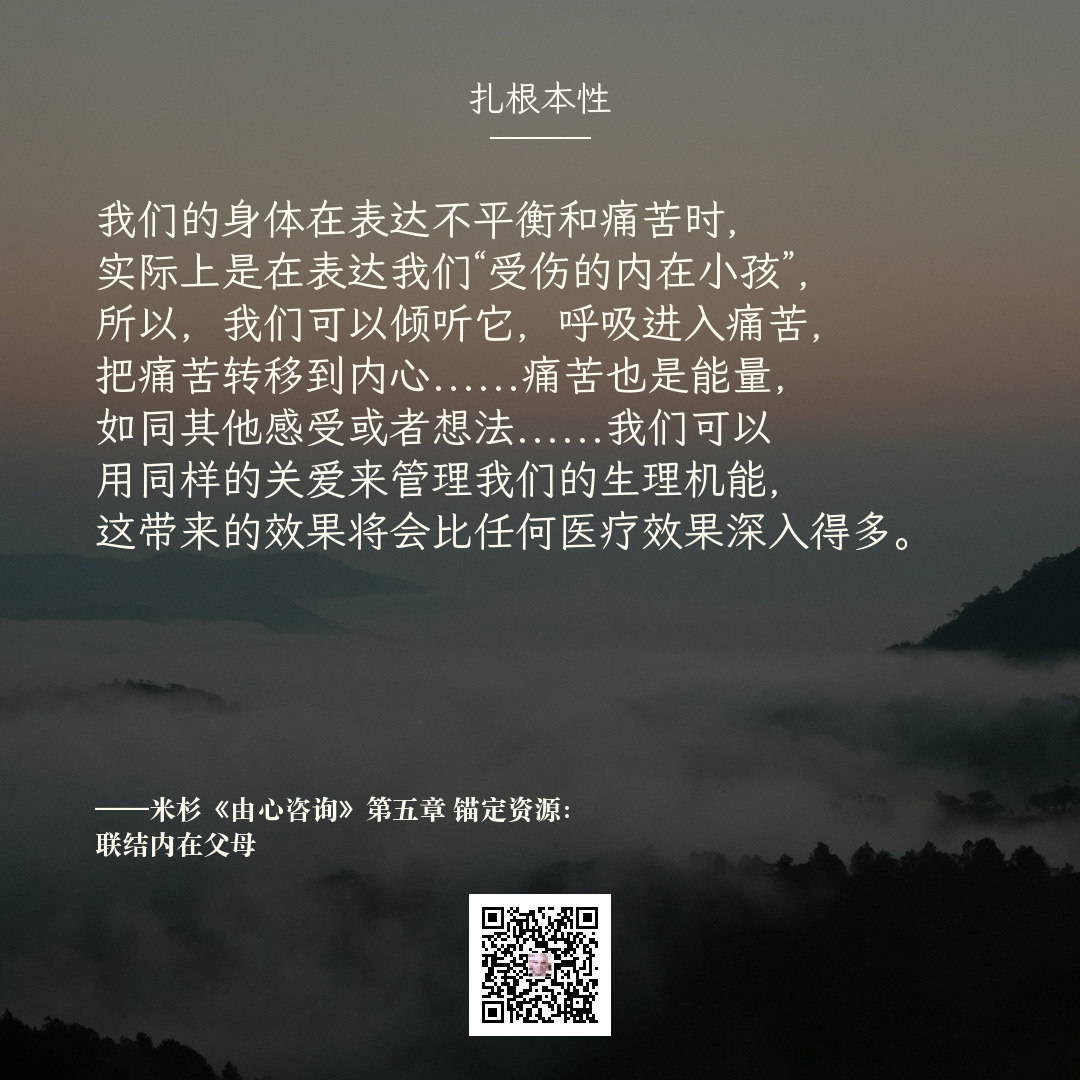 扎根本性
我们的身体在表达不平衡和痛苦时，
实际上是在表达我们“受伤的内在小孩”，
所以，我们可以倾听它，呼吸进入痛苦，
把痛苦转移到内心……痛苦也是能量，
如同其他感受或者想法……我们可以
用同样的关爱来管理我们的生理机能，
这带来的效果将会比任何医疗效果深入得多。
——米杉《由心咨询》第五章 锚定资源：
联结内在父母